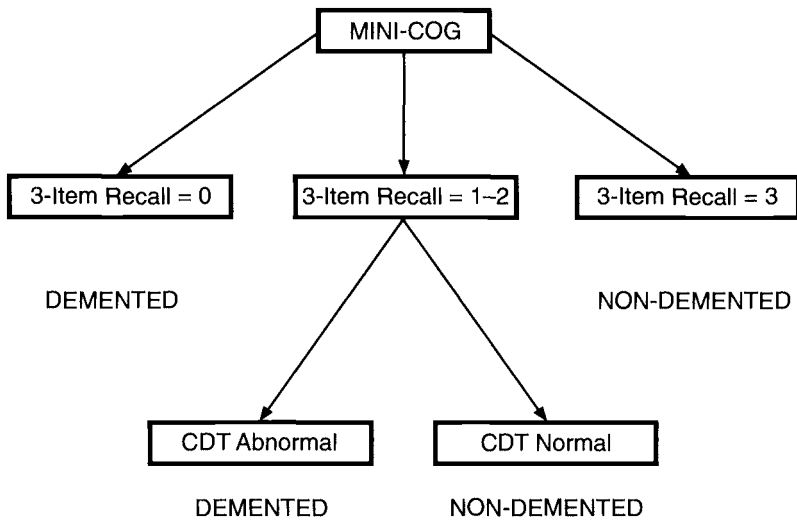 MINI-COG
3-Item Recall = 0
3-Item Recall = 1–2
3-Item Recall = 3
DEMENTED
NON-DEMENTED
CDT Abnormal
CDT Normal
DEMENTED
NON-DEMENTED